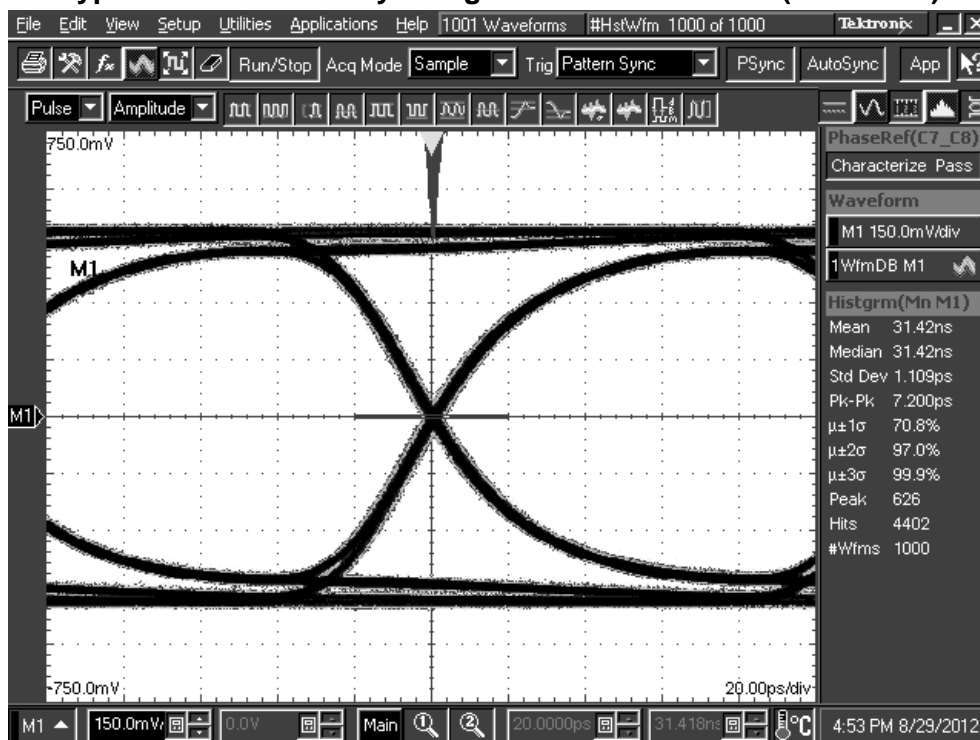 File Edit View Setup Utilities Applications Help 1001 Waveforms #HstWfm 1000 of 1000 Tektronix
Run/Stop Acq Mode Sample Trig Pattern Sync PSync AutoSync App
Pulse Amplitude
750.0mV
PhaseRef(C7_C8)
Characterize Pass
Waveform
M1 150.0mV/div
1 WfmDB M1
M1
Histgrm(Mn M1)
Mean 31.42ns
Median 31.42ns
Std Dev 1.109ps
Pk-Pk 7.200ps
µ±1σ 70.8%
µ±2σ 97.0%
µ±3σ 99.9%
Peak 626
Hits 4402
#Wfms 1000
M1
-750.0mV 20.00ps/div
M1 150.0mV/ 0.0V Main 1 2 20.0000ps 31.418ns °C 4:53 PM 8/29/2012